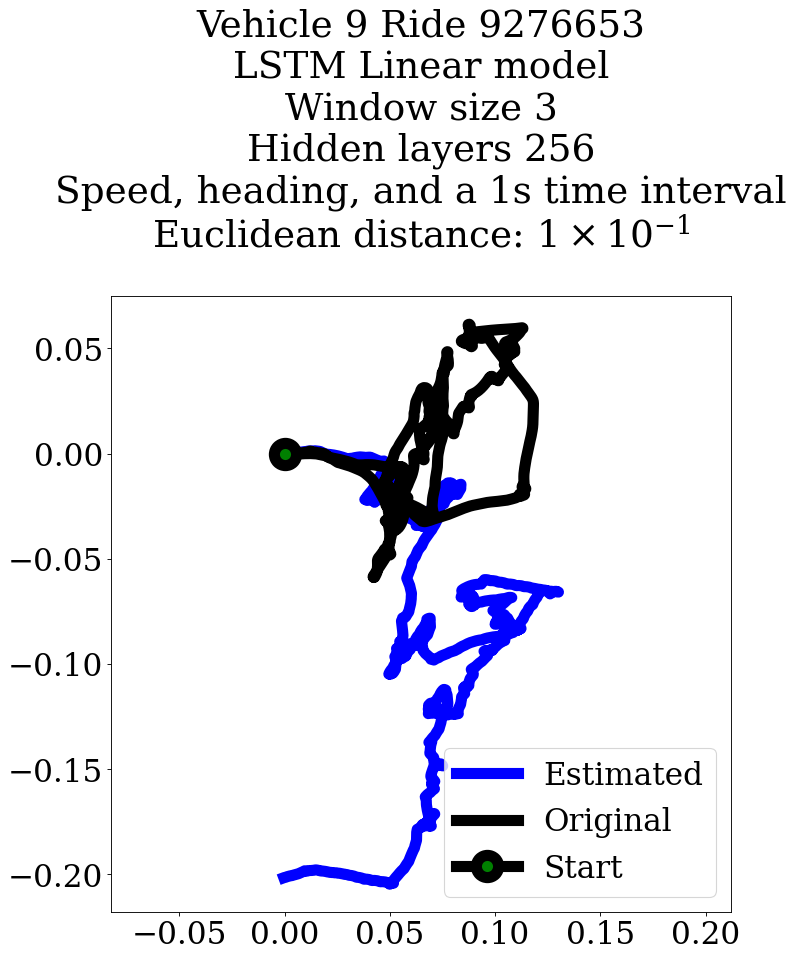 Vehicle 9 Ride 9276653
LSTM Linear model
Window size 3
Hidden layers 256
Speed, heading, and a 1s time interval
Euclidean distance: 1 × 10⁻¹
0.05
0.00
−0.05
−0.10
−0.15
−0.20
Estimated
Original
Start
−0.05 0.00 0.05 0.10 0.15 0.20